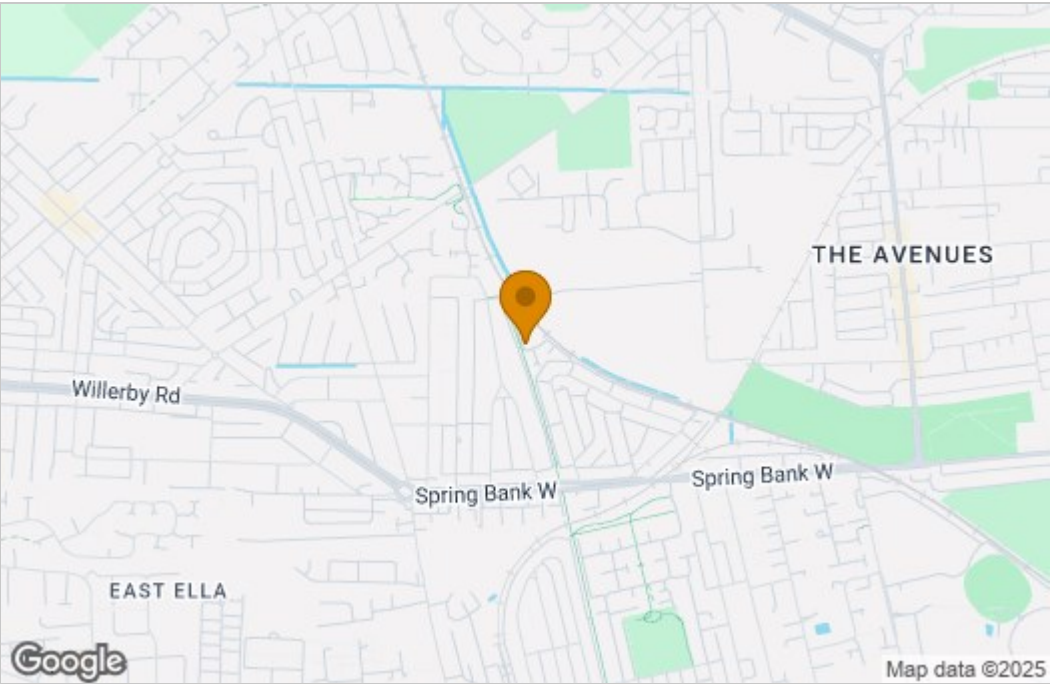 THE AVENUES
Willerby Rd
Spring Bank W
Spring Bank W
EAST ELLA
Google
Map data ©2025